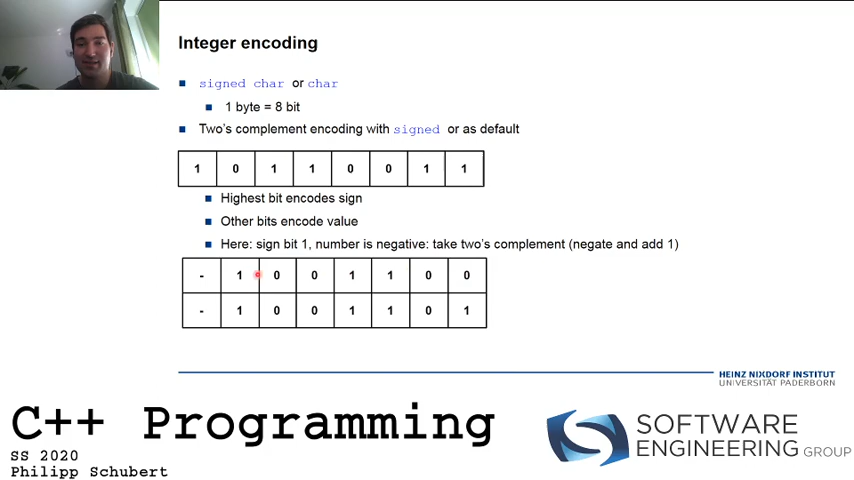 Integer encoding
signed char or char
1 byte = 8 bit
Two's complement encoding with signed or as default
1 0 1 1 0 0 1 1
Highest bit encodes sign
Other bits encode value
Here: sign bit 1, number is negative: take two's complement (negate and add 1)
- 1 0 0 1 1 0 0
- 1 0 0 1 1 0 1
HEINZ NIXDORF INSTITUT
UNIVERSITÄT PADERBORN
C++ Programming
SS 2020
Philipp Schubert
SOFTWARE
ENGINEERING GROUP